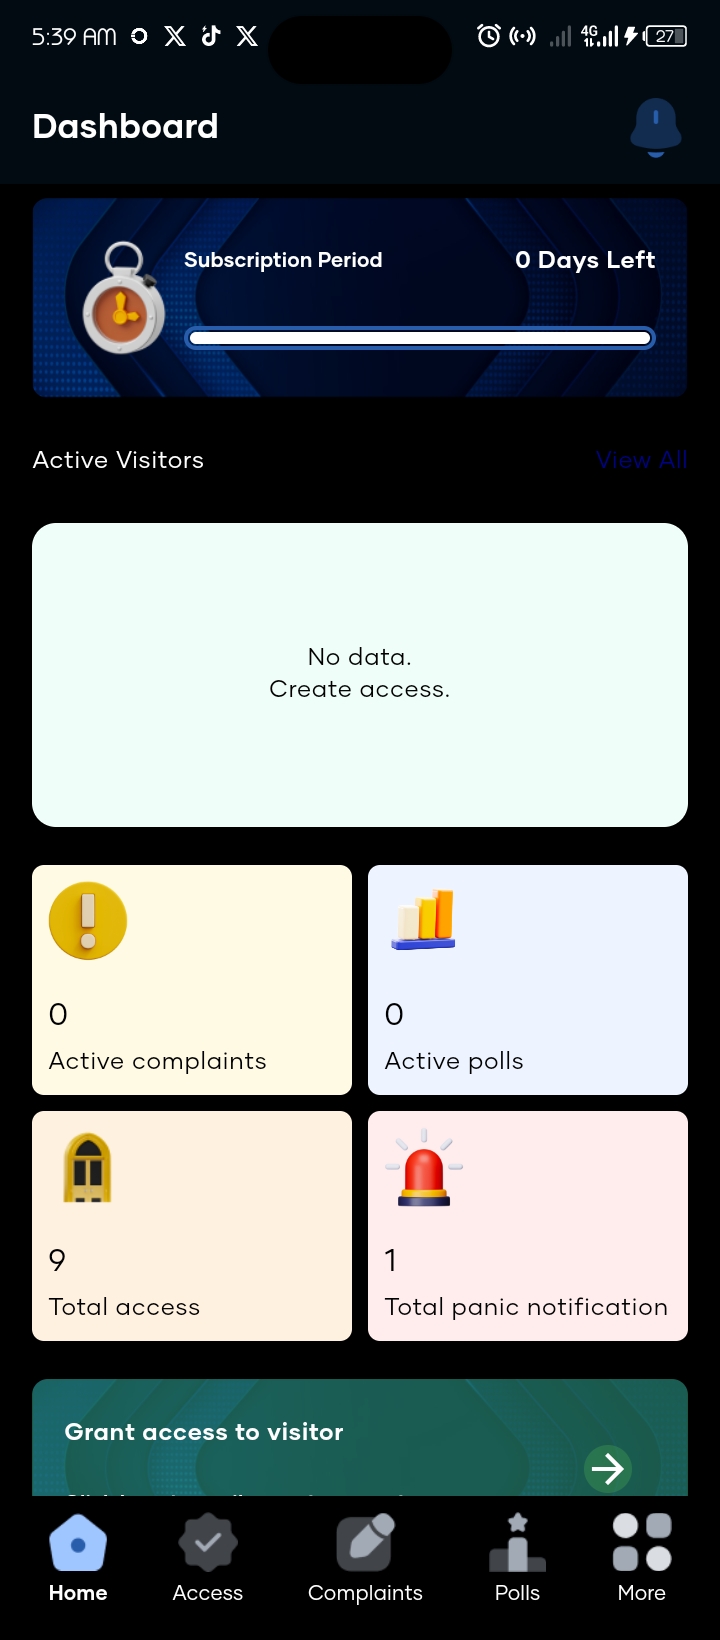 5:39 AM
4G
27
Dashboard
Subscription Period
0 Days Left
Active Visitors
View All
No data.
Create access.
0
Active complaints
0
Active polls
9
Total access
1
Total panic notification
Grant access to visitor
Home
Access
Complaints
Polls
More